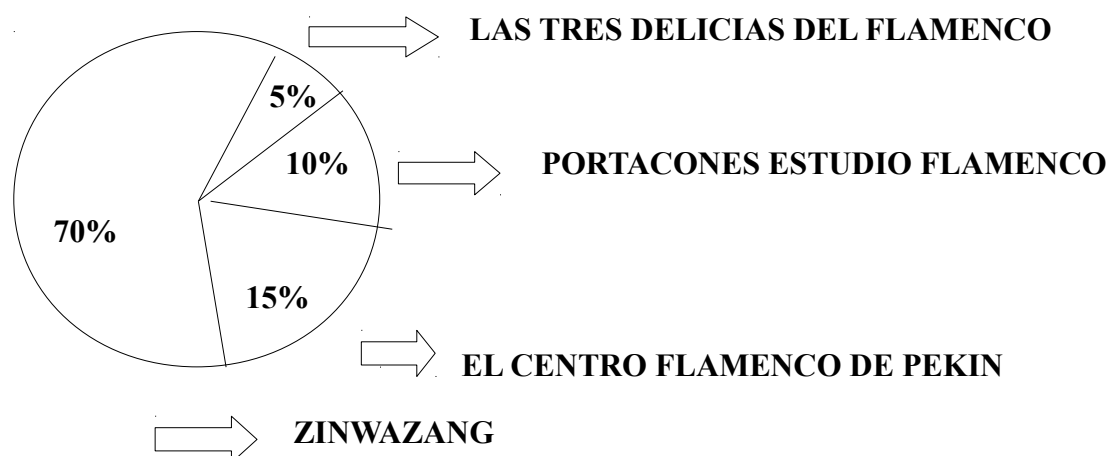 LAS TRES DELICIAS DEL FLAMENCO
5%
10%
PORTACONES ESTUDIO FLAMENCO
70%
15%
EL CENTRO FLAMENCO DE PEKIN
ZINWAZANG